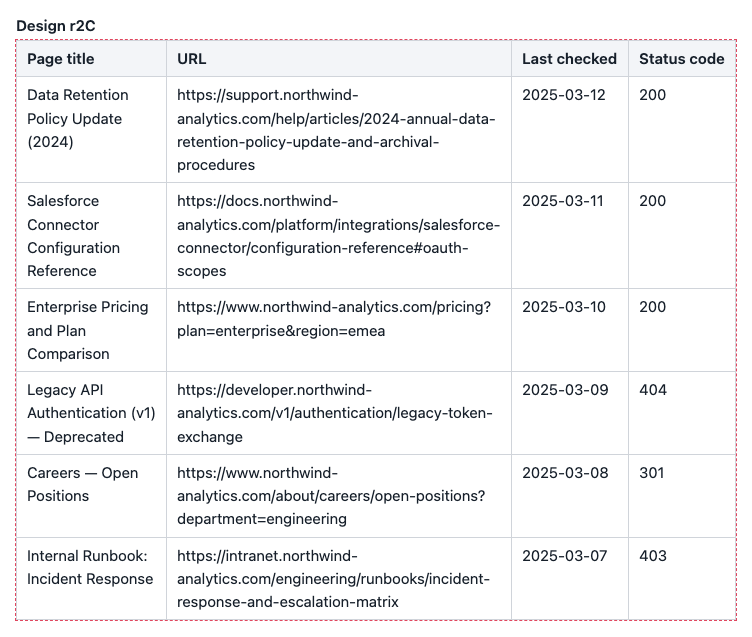 Design r2C
Page title URL Last checked Status code
Data Retention https://support.northwind- 2025-03-12 200
Policy Update analytics.com/help/articles/2024-annual-data-
(2024) retention-policy-update-and-archival-
procedures
Salesforce https://docs.northwind- 2025-03-11 200
Connector analytics.com/platform/integrations/salesforce-
Configuration connector/configuration-reference#oauth-
Reference scopes
Enterprise Pricing https://www.northwind-analytics.com/pricing? 2025-03-10 200
and Plan plan=enterprise&region=emea
Comparison
Legacy API https://developer.northwind- 2025-03-09 404
Authentication (v1) analytics.com/v1/authentication/legacy-token-
— Deprecated exchange
Careers — Open https://www.northwind- 2025-03-08 301
Positions analytics.com/about/careers/open-positions?
department=engineering
Internal Runbook: https://intranet.northwind- 2025-03-07 403
Incident Response analytics.com/engineering/runbooks/incident-
response-and-escalation-matrix